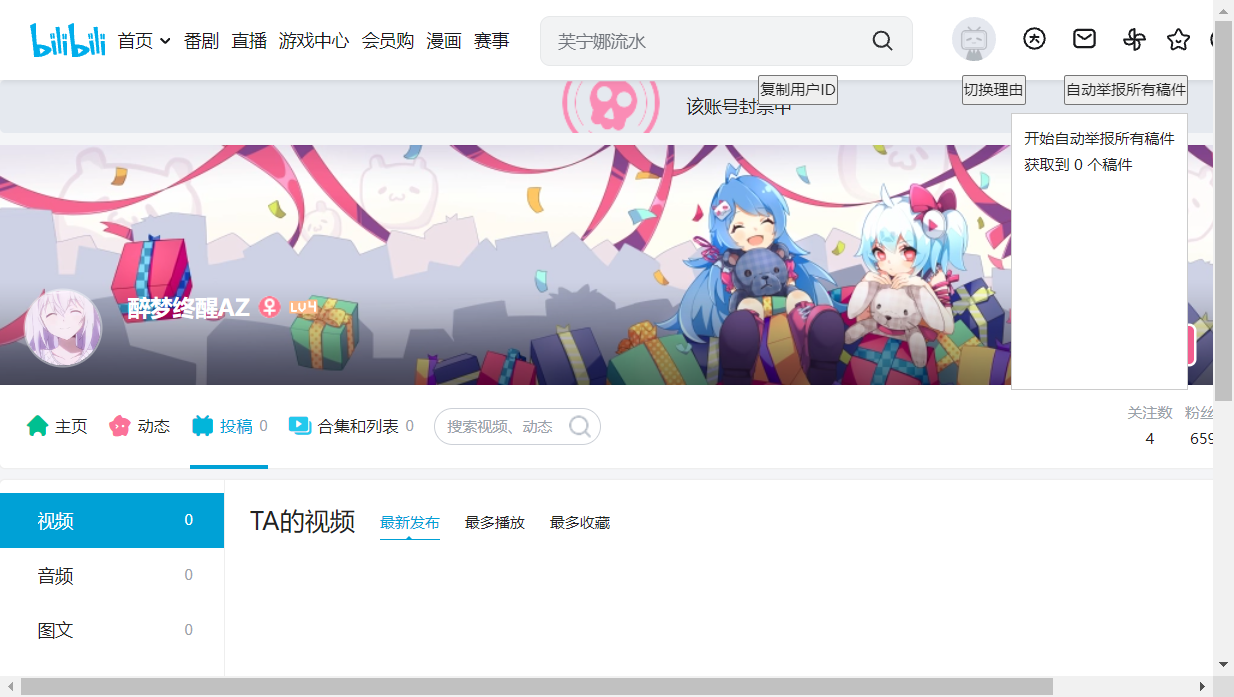 bilibili 首页 番剧 直播 游戏中心 会员购 漫画 赛事 芙宁娜流水
复制用户ID 切换理由 自动举报所有稿件
该账号封禁中
开始自动举报所有稿件
获取到 0 个稿件
醉梦终醒AZ LV4
主页 动态 投稿 0 合集和列表 0 搜索视频、动态
关注数 粉丝
4 659
视频 0
音频 0
图文 0
TA的视频 最新发布 最多播放 最多收藏